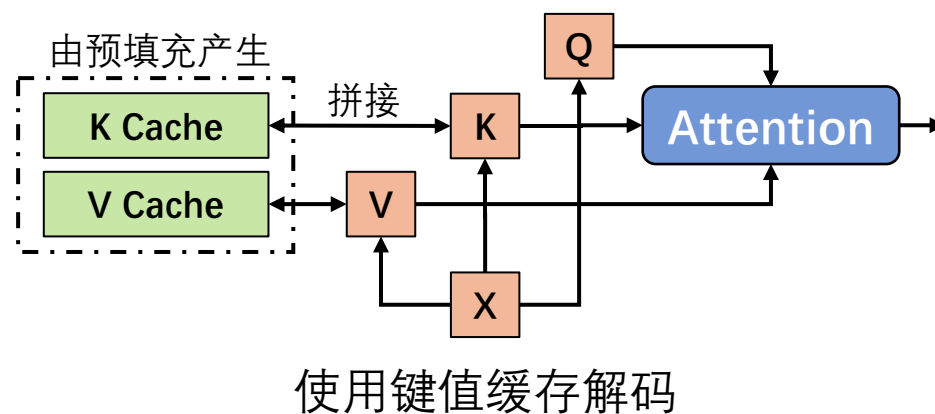 由预填充产生
Q
拼接
K Cache
K
Attention
V Cache
V
X
使用键值缓存解码